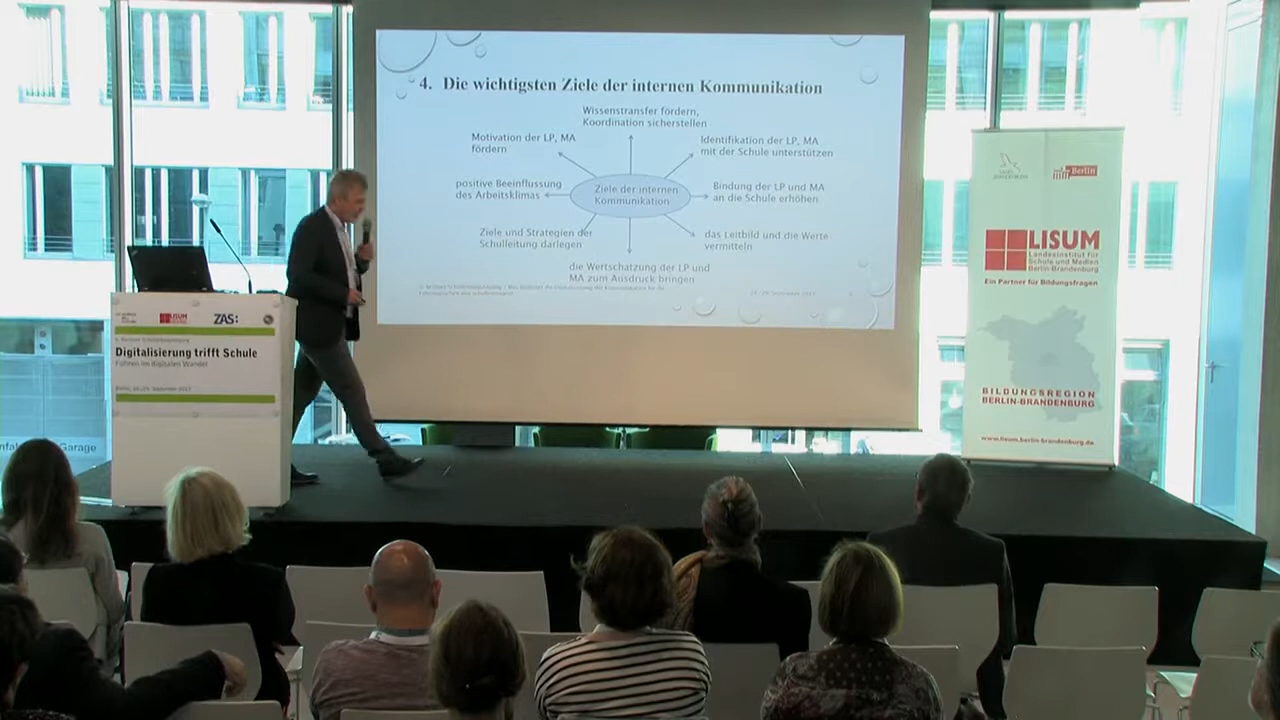 4. Die wichtigsten Ziele der internen Kommunikation
Wissenstransfer fördern,
Koordination sicherstellen
Motivation der LP, MA
fördern
Identifikation der LP, MA
mit der Schule unterstützen
positive Beeinflussung
des Arbeitsklimas
Ziele der internen
Kommunikation
Bindung der LP und MA
an die Schule erhöhen
Ziele und Strategien der
Schulleitung darlegen
das Leitbild und die Werte
vermitteln
die Wertschätzung der LP und
MA zum Ausdruck bringen
Berlin
LISUM
Landesinstitut für
Schule und Medien
Berlin-Brandenburg
Ein Partner für Bildungsfragen
BILDUNGSREGION
BERLIN-BRANDENBURG
www.lisum.berlin-brandenburg.de
LISUM
ZAS:
Digitalisierung trifft Schule
Führen im digitalen Wandel
Garage